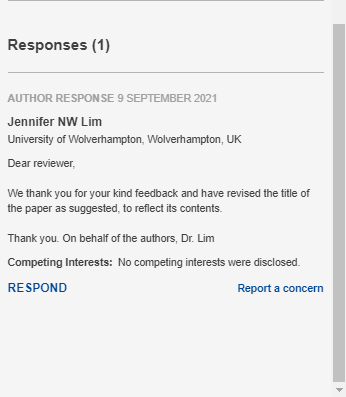 Responses (1)
AUTHOR RESPONSE 9 SEPTEMBER 2021
Jennifer NW Lim
University of Wolverhampton, Wolverhampton, UK
Dear reviewer,
We thank you for your kind feedback and have revised the title of
the paper as suggested, to reflect its contents.
Thank you. On behalf of the authors, Dr. Lim
Competing Interests: No competing interests were disclosed.
RESPOND Report a concern